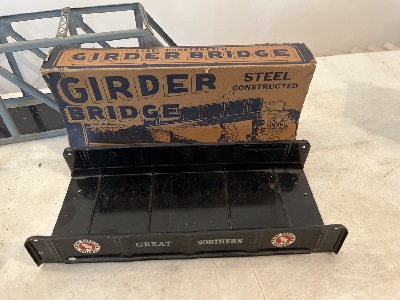 STEEL CONSTRUCTED
GIRDER BRIDGE
GIRDER
BRIDGE
STEEL
CONSTRUCTED
GREAT NORTHERN